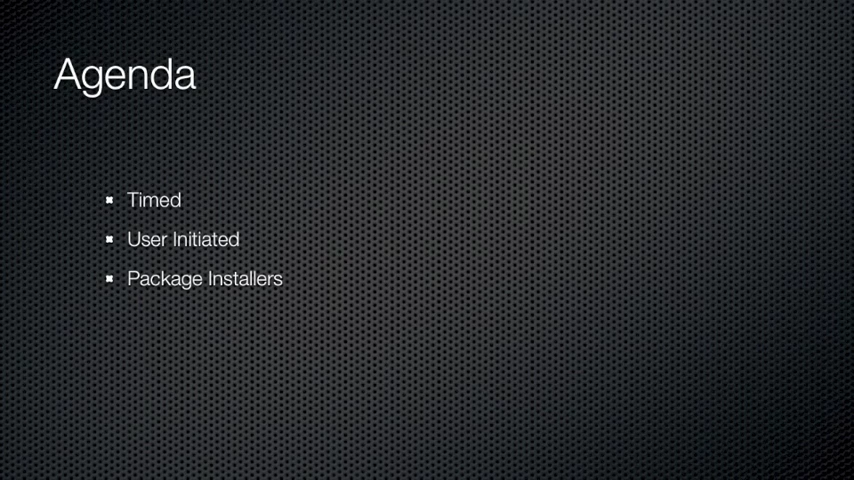 Agenda
Timed
User Initiated
Package Installers